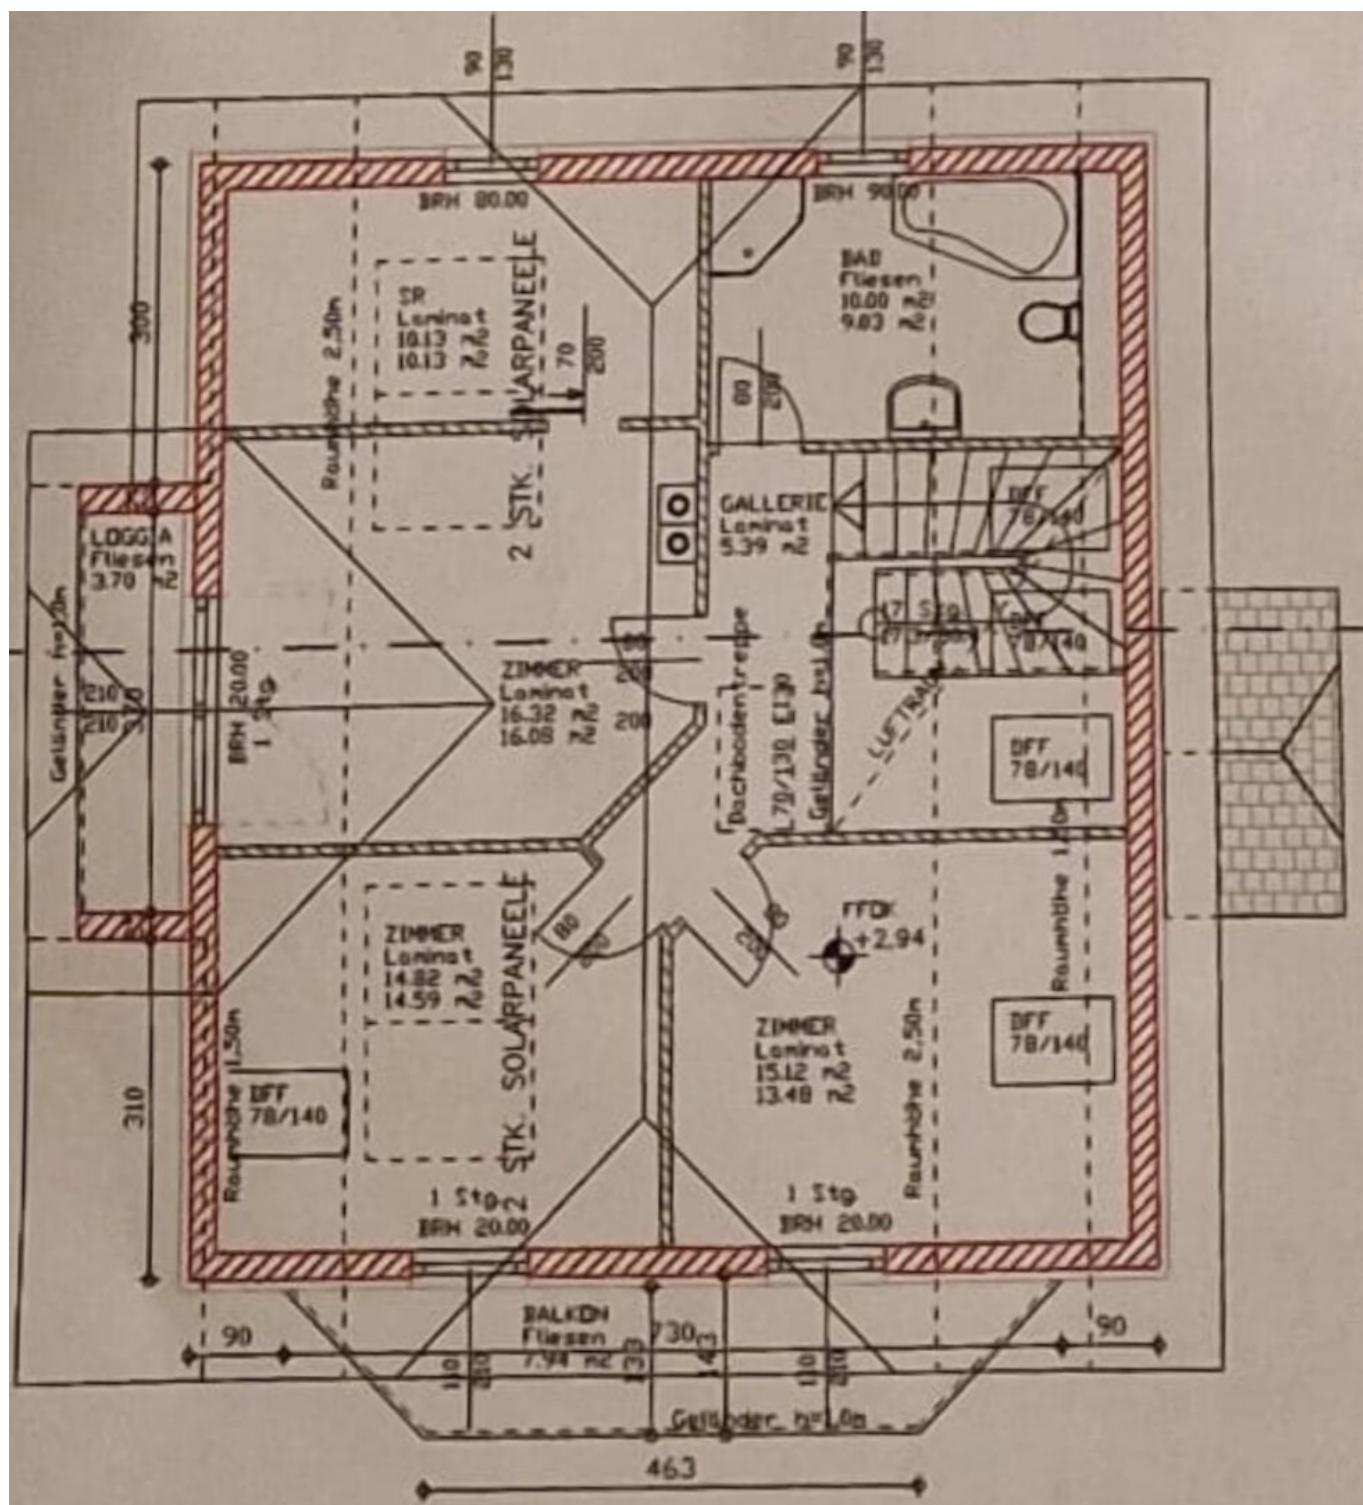 90
130
90
130
BRH 80.00
BRH 90.00
SR
Laminat
10.13 m2
10.13 m2
BAD
Fliesen
10.00 m2
9.83 m2
300
Raumhöhe 2,50m
2 STK. SOLARPANEELE
70
200
80
200
LOGGIA
Fliesen
3.70 m2
GALLERIE
Laminat
5.39 m2
DFF
78/140
17 Stg
78/140
Geländer h=1.20m
210
210
370
BRH 20.00
1 Stg
ZIMMER
Laminat
16.32 m2
16.08 m2
200
200
Dachbodentreppe
70/130 EI30
Geländer h=1.0m
LUFTRAUM
DFF
78/140
ZIMMER
Laminat
14.82 m2
14.59 m2
2 STK. SOLARPANEELE
80
80
FFOK
+2.94
ZIMMER
Laminat
15.12 m2
13.48 m2
DFF
78/140
Raumhöhe 2,50m
310
Raumhöhe 1,50m
DFF
78/140
1 Stg.
BRH 20.00
1 Stg
BRH 20.00
90
BALKON
Fliesen
7.94 m2
730
90
110
210
133
143
110
210
Geländer h=1.0m
463